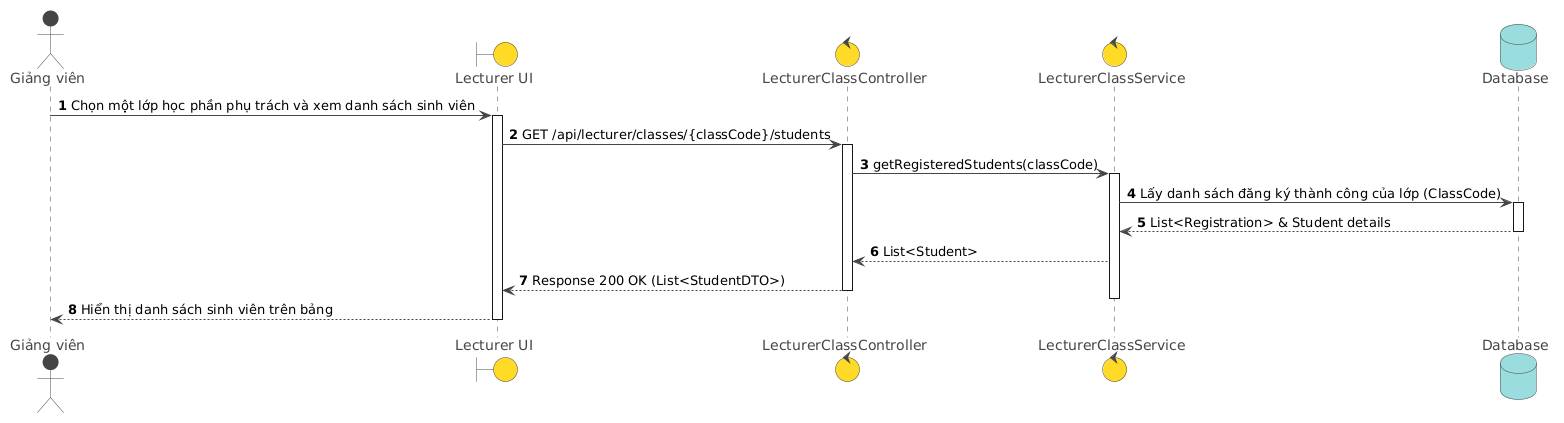 Giảng viên
Lecturer UI
LecturerClassController
LecturerClassService
Database
1 Chọn một lớp học phần phụ trách và xem danh sách sinh viên
2 GET /api/lecturer/classes/{classCode}/students
3 getRegisteredStudents(classCode)
4 Lấy danh sách đăng ký thành công của lớp (ClassCode)
5 List<Registration> & Student details
6 List<Student>
7 Response 200 OK (List<StudentDTO>)
8 Hiển thị danh sách sinh viên trên bảng
Giảng viên
Lecturer UI
LecturerClassController
LecturerClassService
Database